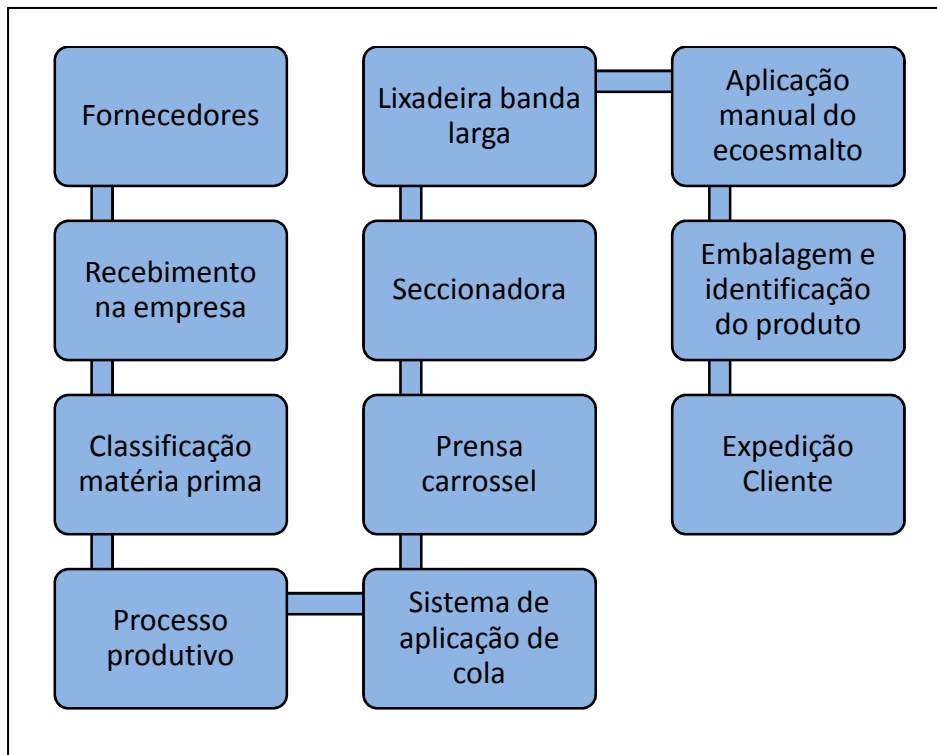 Fornecedores
Recebimento
na empresa
Classificação
matéria prima
Processo
produtivo
Sistema de
aplicação de
cola
Prensa
carrossel
Seccionadora
Lixadeira banda
larga
Aplicação
manual do
ecoesmalto
Embalagem e
identificação
do produto
Expedição
Cliente